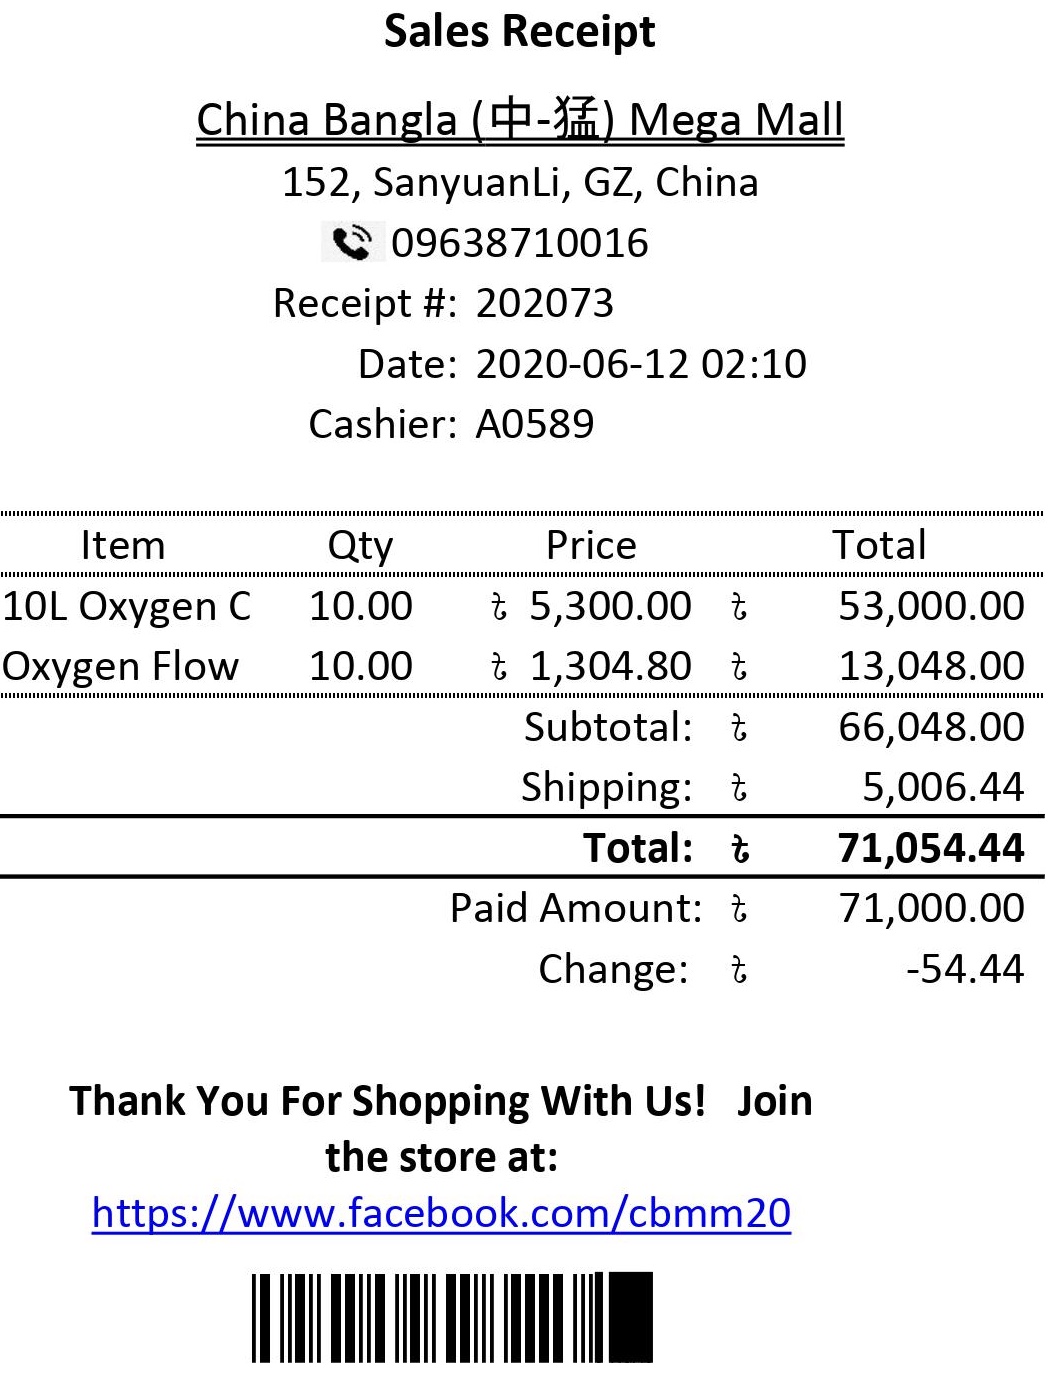 Sales Receipt
China Bangla (中-猛) Mega Mall
152, SanyuanLi, GZ, China
09638710016
Receipt #: 202073
Date: 2020-06-12 02:10
Cashier: A0589
Item Qty Price Total
10L Oxygen C 10.00 ৳ 5,300.00 ৳ 53,000.00
Oxygen Flow 10.00 ৳ 1,304.80 ৳ 13,048.00
Subtotal: ৳ 66,048.00
Shipping: ৳ 5,006.44
Total: ৳ 71,054.44
Paid Amount: ৳ 71,000.00
Change: ৳ -54.44
Thank You For Shopping With Us! Join
the store at:
https://www.facebook.com/cbmm20